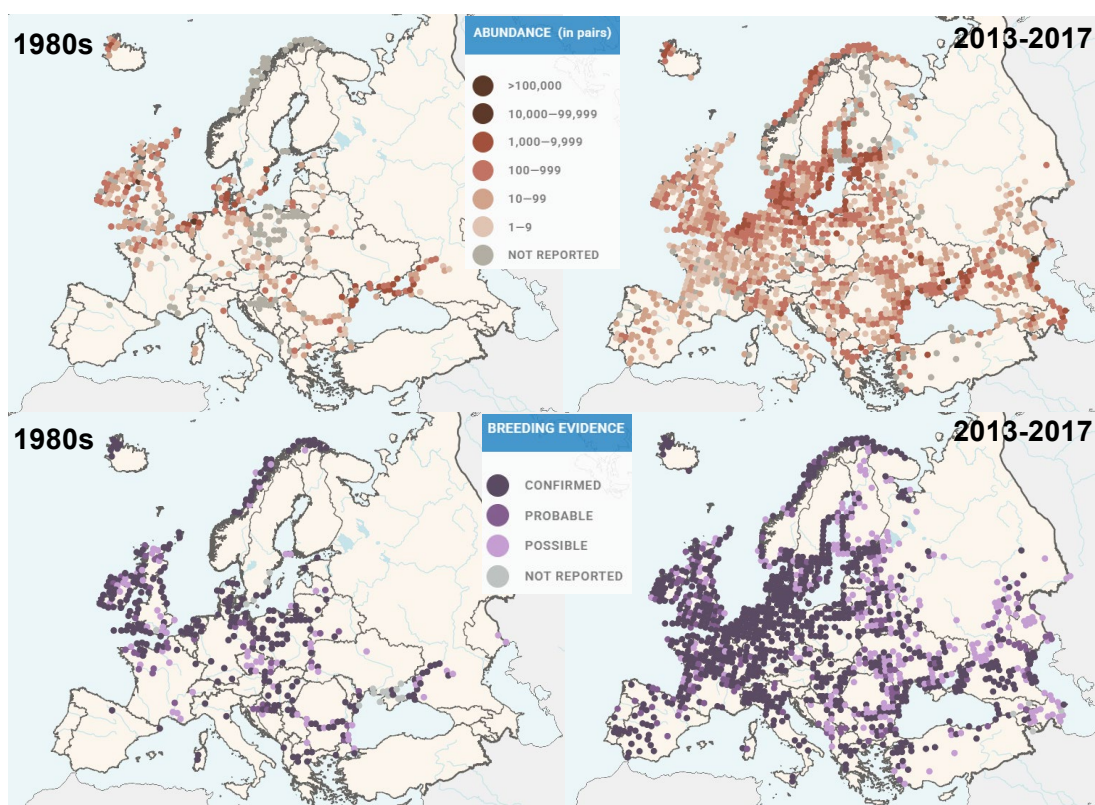 1980s
ABUNDANCE (in pairs)
2013-2017
>100,000
10,000—99,999
1,000—9,999
100—999
10—99
1—9
NOT REPORTED
1980s
BREEDING EVIDENCE
2013-2017
CONFIRMED
PROBABLE
POSSIBLE
NOT REPORTED